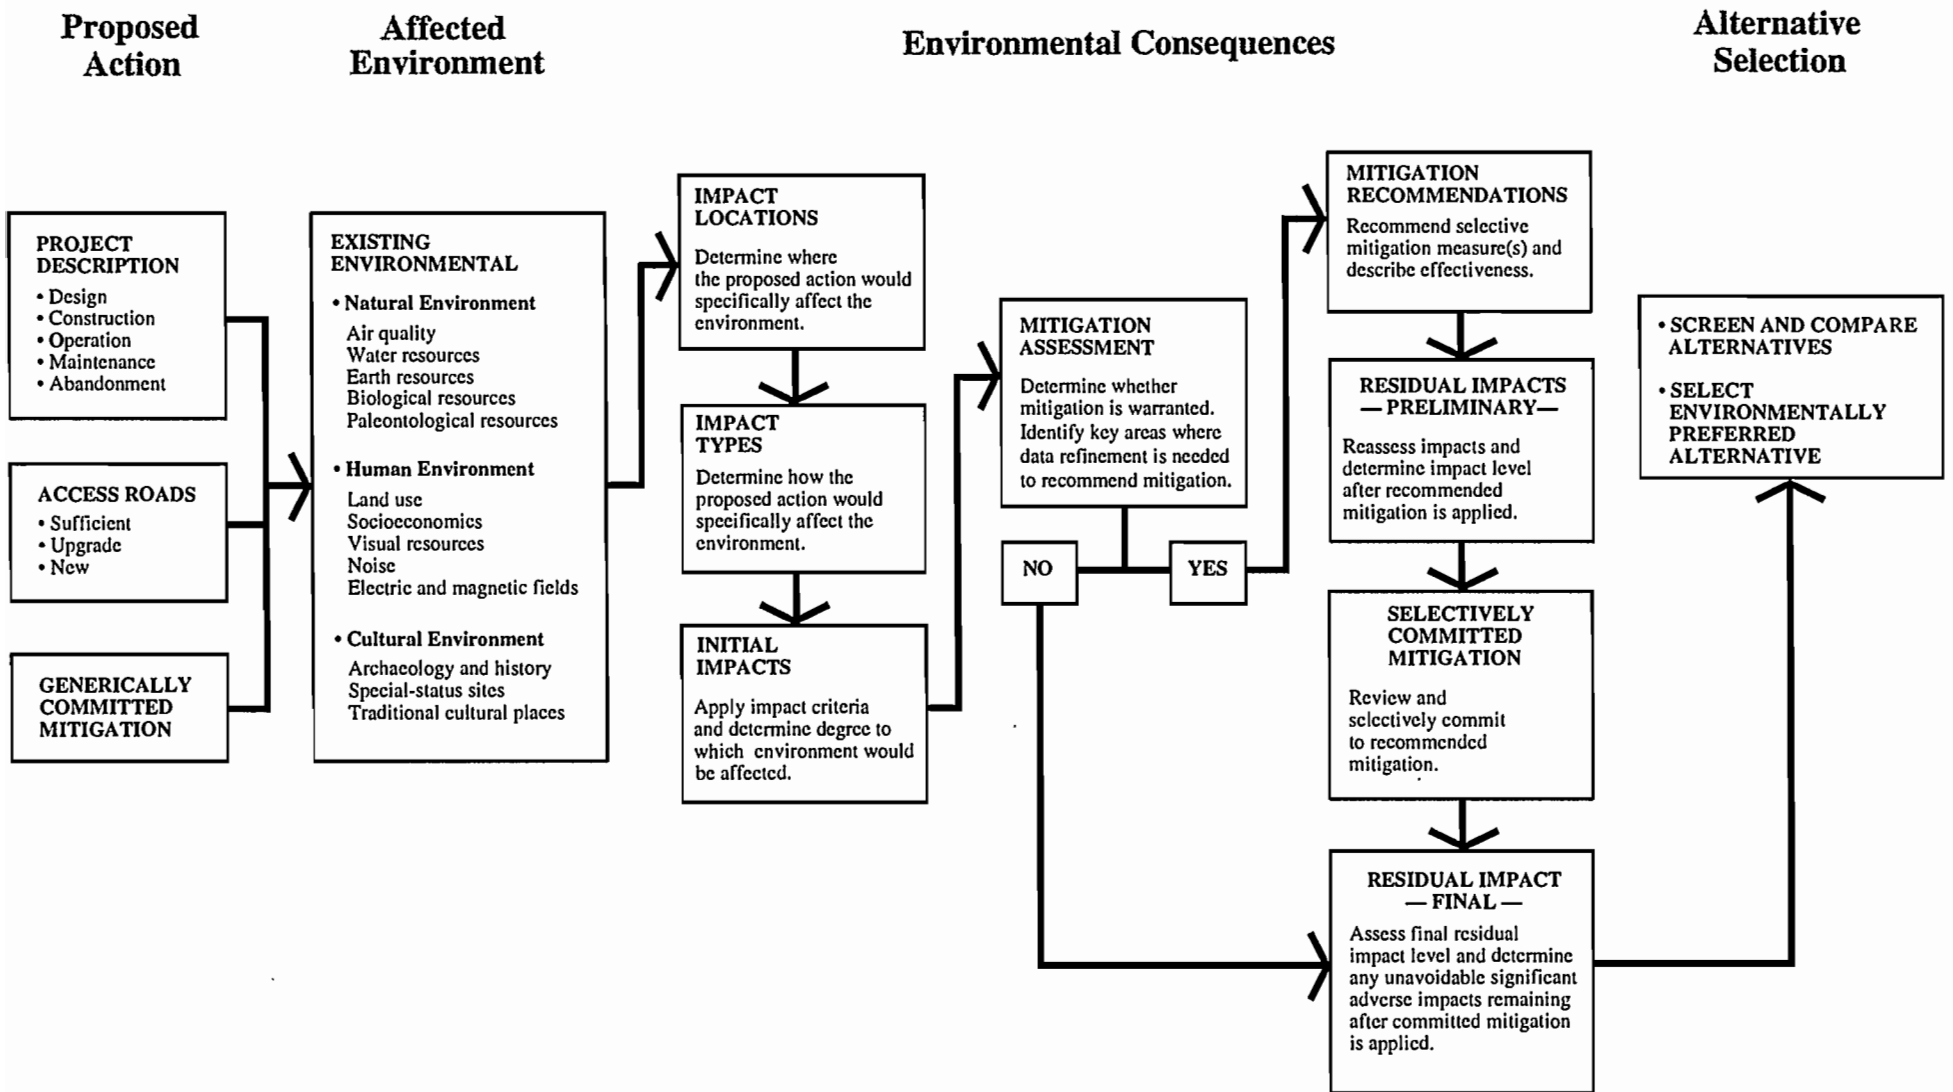 Proposed
Action
Affected
Environment
Environmental Consequences
Alternative
Selection
PROJECT
DESCRIPTION
• Design
• Construction
• Operation
• Maintenance
• Abandonment
ACCESS ROADS
• Sufficient
• Upgrade
• New
GENERICALLY
COMMITTED
MITIGATION
EXISTING
ENVIRONMENTAL
• Natural Environment
Air quality
Water resources
Earth resources
Biological resources
Paleontological resources
• Human Environment
Land use
Socioeconomics
Visual resources
Noise
Electric and magnetic fields
• Cultural Environment
Archaeology and history
Special-status sites
Traditional cultural places
IMPACT
LOCATIONS
Determine where
the proposed action would
specifically affect the
environment.
IMPACT
TYPES
Determine how the
proposed action would
specifically affect the
environment.
INITIAL
IMPACTS
Apply impact criteria
and determine degree to
which environment would
be affected.
MITIGATION
ASSESSMENT
Determine whether
mitigation is warranted.
Identify key areas where
data refinement is needed
to recommend mitigation.
NO
YES
MITIGATION
RECOMMENDATIONS
Recommend selective
mitigation measure(s) and
describe effectiveness.
RESIDUAL IMPACTS
— PRELIMINARY—
Reassess impacts and
determine impact level
after recommended
mitigation is applied.
SELECTIVELY
COMMITTED
MITIGATION
Review and
selectively commit
to recommended
mitigation.
RESIDUAL IMPACT
— FINAL —
Assess final residual
impact level and determine
any unavoidable significant
adverse impacts remaining
after committed mitigation
is applied.
• SCREEN AND COMPARE
ALTERNATIVES
• SELECT
ENVIRONMENTALLY
PREFERRED
ALTERNATIVE